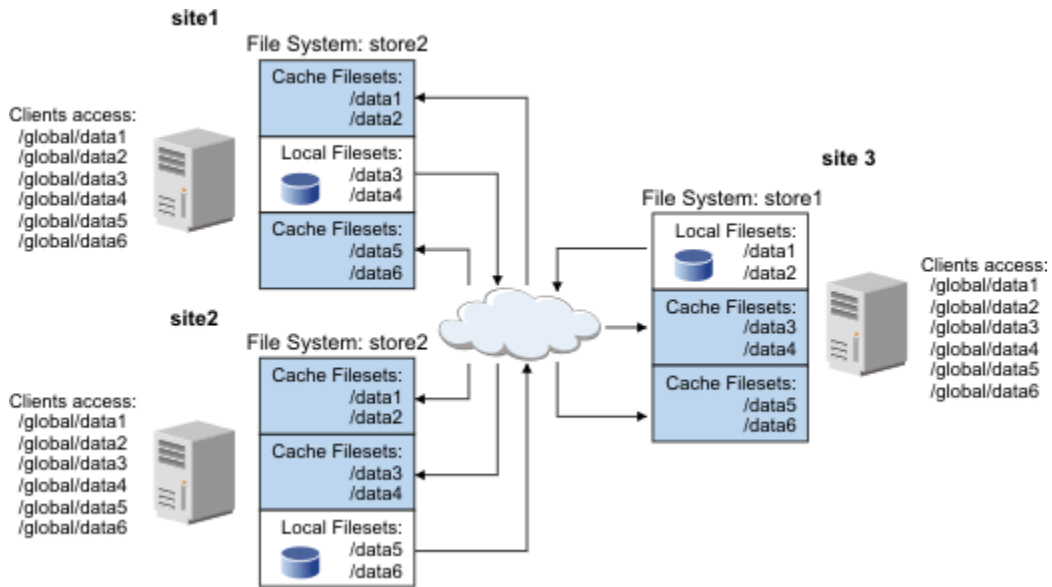 site1
File System: store2
Cache Filesets:
/data1
/data2
Local Filesets:
/data3
/data4
Cache Filesets:
/data5
/data6
Clients access:
/global/data1
/global/data2
/global/data3
/global/data4
/global/data5
/global/data6
site2
File System: store2
Cache Filesets:
/data1
/data2
Cache Filesets:
/data3
/data4
Local Filesets:
/data5
/data6
Clients access:
/global/data1
/global/data2
/global/data3
/global/data4
/global/data5
/global/data6
site 3
File System: store1
Local Filesets:
/data1
/data2
Cache Filesets:
/data3
/data4
Cache Filesets:
/data5
/data6
Clients access:
/global/data1
/global/data2
/global/data3
/global/data4
/global/data5
/global/data6